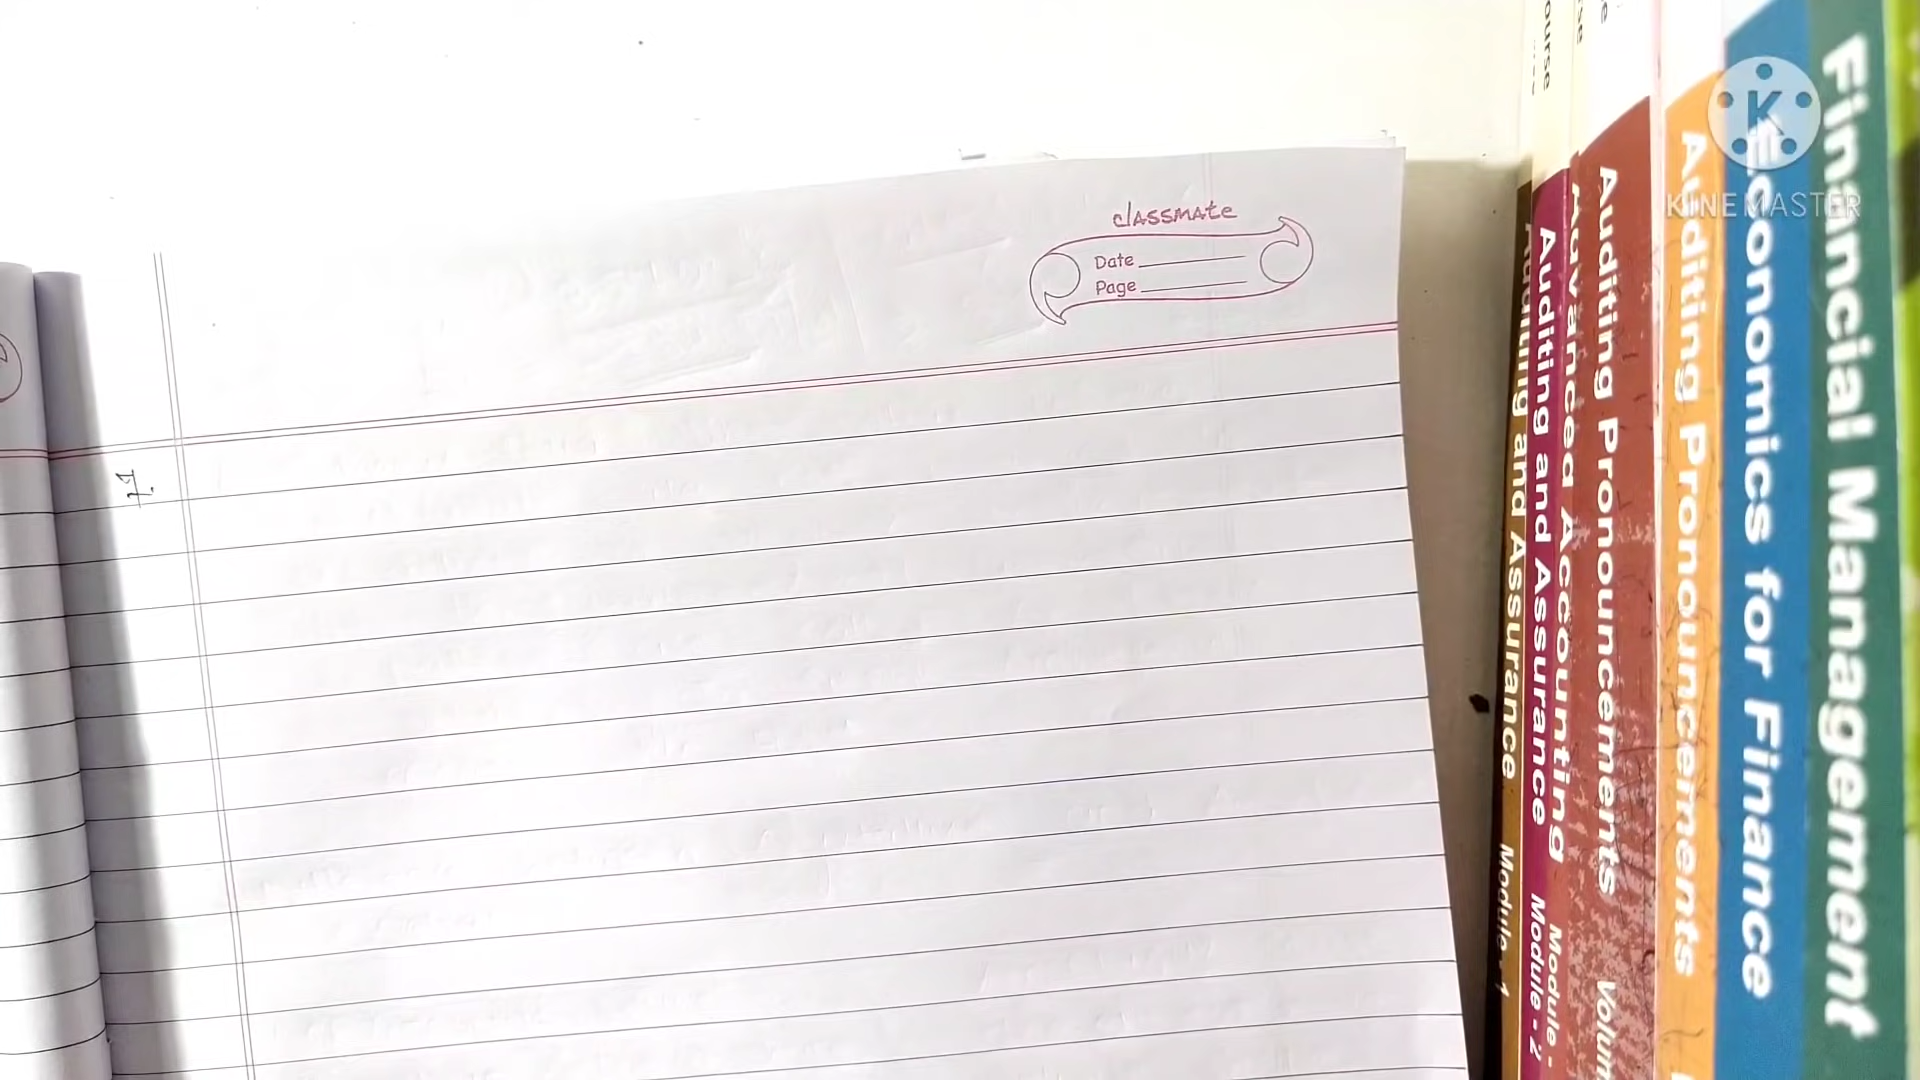 classmate
Date
Page
Auditing and Assurance Module - 1
Auditing and Assurance Module - 2
Advanced Accounting Module -
Auditing Pronouncements
Auditing Pronouncements
Economics for Finance
Financial Management
K
KINEMASTER